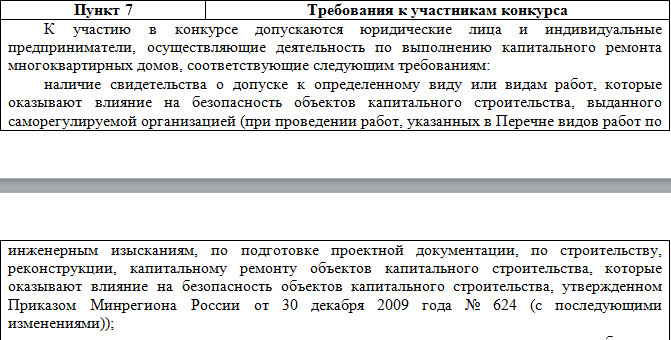 Пункт 7 Требования к участникам конкурса
К участию в конкурсе допускаются юридические лица и индивидуальные
предприниматели, осуществляющие деятельность по выполнению капитального ремонта
многоквартирных домов, соответствующие следующим требованиям:
наличие свидетельства о допуске к определенному виду или видам работ, которые
оказывают влияние на безопасность объектов капитального строительства, выданного
саморегулируемой организацией (при проведении работ, указанных в Перечне видов работ по
инженерным изысканиям, по подготовке проектной документации, по строительству,
реконструкции, капитальному ремонту объектов капитального строительства, которые
оказывают влияние на безопасность объектов капитального строительства, утвержденном
Приказом Минрегиона России от 30 декабря 2009 года № 624 (с последующими
изменениями));